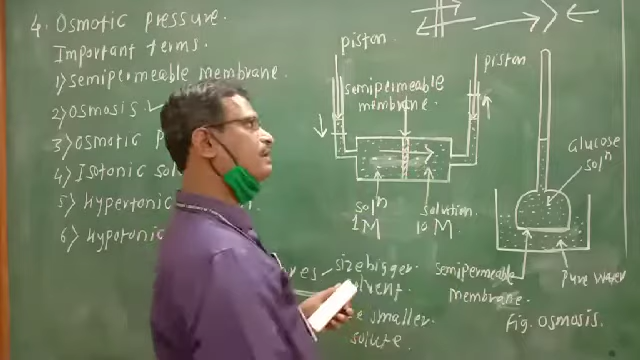 4. Osmotic pressure.
Important terms.
1) semipermeable membrane.
2) Osmosis.
3) Osmotic
4) Isotonic
5) Hypertonic
6) Hypotonic
piston
piston
semipermeable
membrane.
soln
1M
solution.
10 M
size bigger
smaller.
solute.
glucose
soln
semipermeable
membrane.
pure water
Fig. Osmosis.